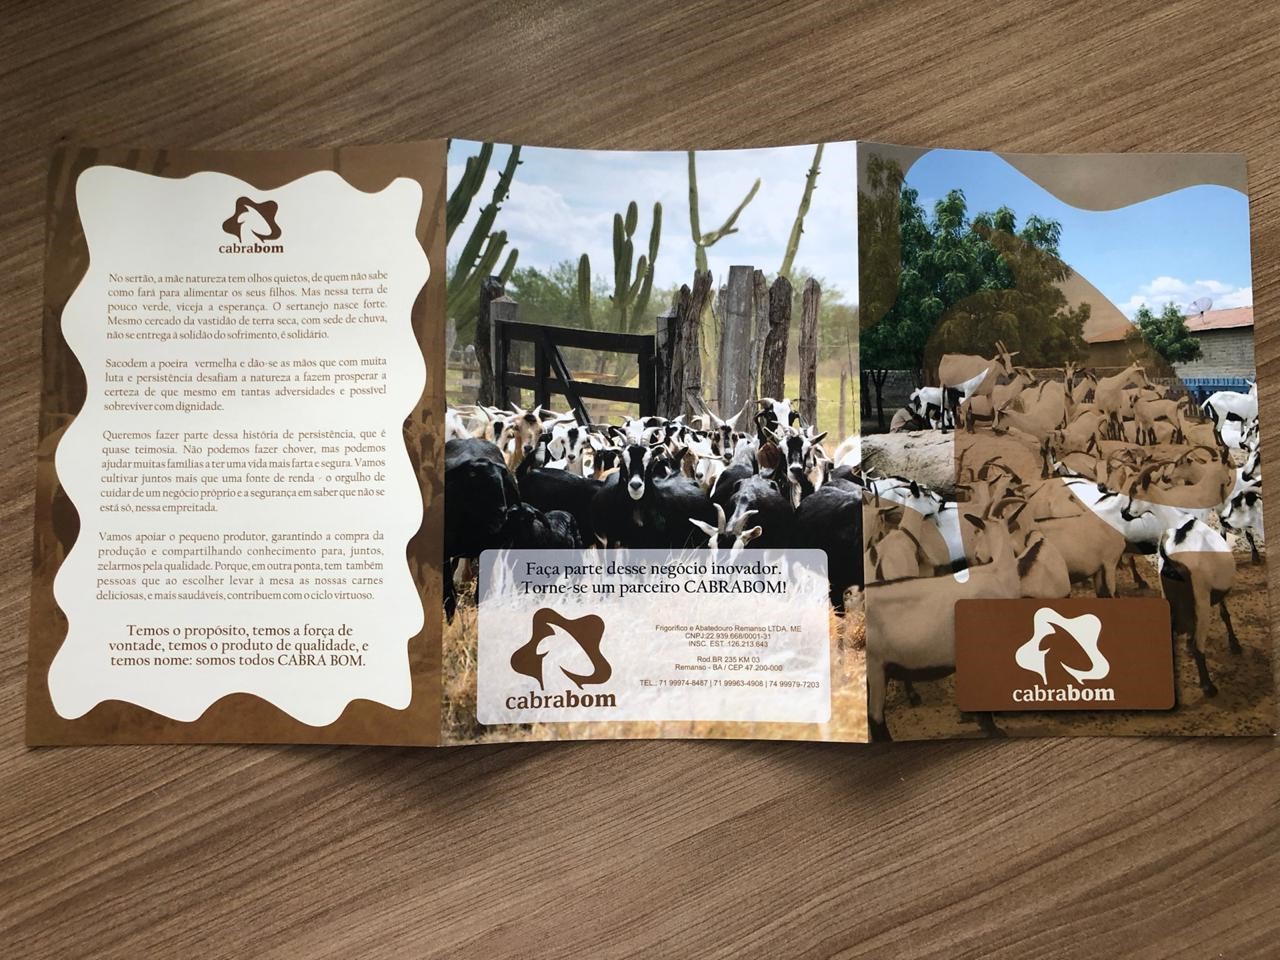 cabrabom
No sertão, a mãe natureza tem olhos quietos, de quem não sabe
como fará para alimentar os seus filhos. Mas nessa terra de
pouco verde, viceja a esperança. O sertanejo nasce forte.
Mesmo cercado da vastidão de terra seca, com sede de chuva,
não se entrega à solidão do sofrimento, é solidário.
Sacodem a poeira vermelha e dão-se as mãos que com muita
luta e persistência desafiam a natureza a fazem prosperar a
certeza de que mesmo em tantas adversidades e possível
sobreviver com dignidade.
Queremos fazer parte dessa história de persistência, que é
quase teimosia. Não podemos fazer chover, mas podemos
ajudar muitas famílias a ter uma vida mais farta e segura. Vamos
cultivar juntos mais que uma fonte de renda - o orgulho de
cuidar de um negócio próprio e a segurança em saber que não se
está só, nessa empreitada.
Vamos apoiar o pequeno produtor, garantindo a compra da
produção e compartilhando conhecimento para, juntos,
zelarmos pela qualidade. Porque, em outra ponta, tem também
pessoas que ao escolher levar à mesa as nossas carnes
deliciosas, e mais saudáveis, contribuem com o ciclo virtuoso.
Temos o propósito, temos a força de
vontade, temos o produto de qualidade, e
temos nome: somos todos CABRA BOM.
Faça parte desse negócio inovador.
Torne-se um parceiro CABRABOM!
cabrabom
Frigorífico e Abatedouro Remanso LTDA. ME
CNPJ:22.939.668/0001-31
INSC. EST. 126.213.643
Rod.BR 235 KM 03
Remanso - BA / CEP 47.200-000
TEL.: 71 99974-8487 | 71 99963-4908 | 74 99979-7203
cabrabom